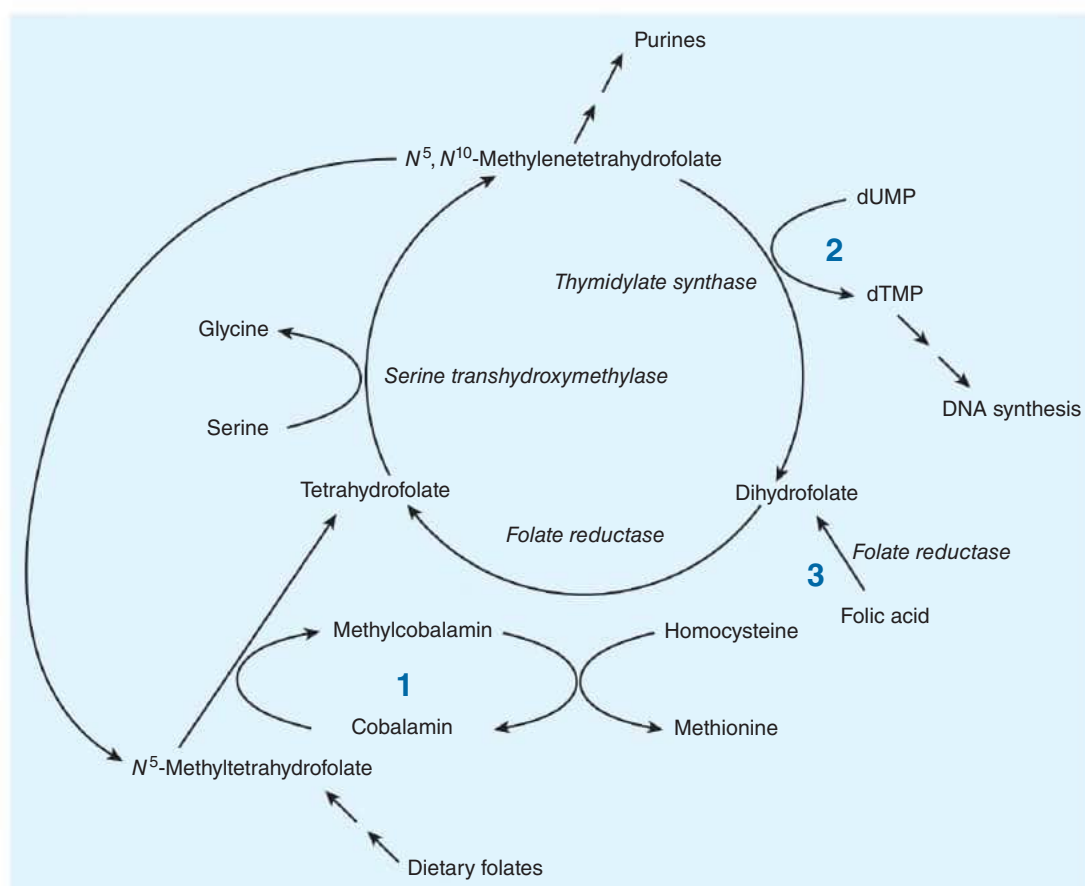 Purines
N⁵, N¹⁰-Methylenetetrahydrofolate
dUMP
2
Thymidylate synthase
dTMP
Glycine
Serine transhydroxymethylase
DNA synthesis
Serine
Tetrahydrofolate
Dihydrofolate
Folate reductase
Folate reductase
3
Folic acid
Methylcobalamin
Homocysteine
1
Cobalamin
Methionine
N⁵-Methyltetrahydrofolate
Dietary folates